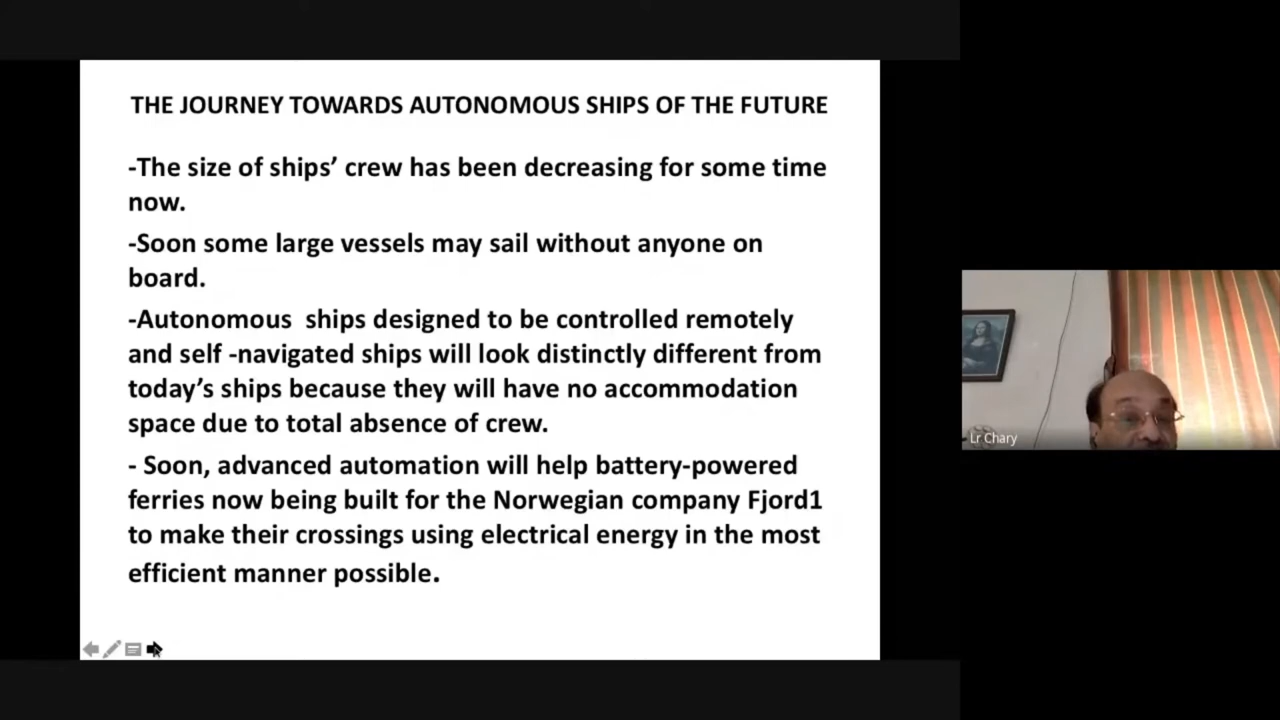 THE JOURNEY TOWARDS AUTONOMOUS SHIPS OF THE FUTURE
-The size of ships’ crew has been decreasing for some time
now.
-Soon some large vessels may sail without anyone on
board.
-Autonomous  ships designed to be controlled remotely
and self -navigated ships will look distinctly different from
today’s ships because they will have no accommodation
space due to total absence of crew.
- Soon, advanced automation will help battery-powered
ferries now being built for the Norwegian company Fjord1
to make their crossings using electrical energy in the most
efficient manner possible.
Lr Chary